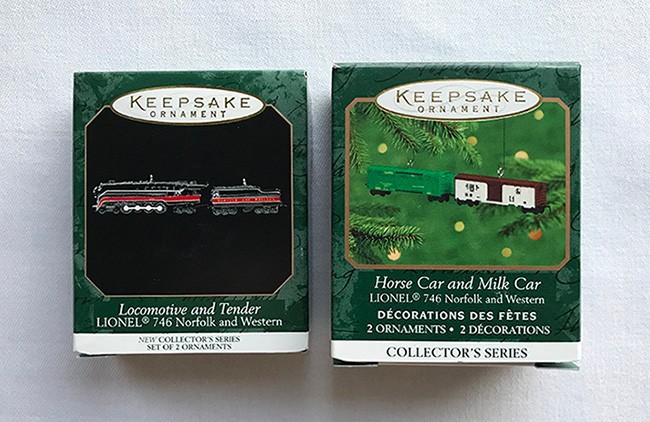 KEEPSAKE
ORNAMENT
Locomotive and Tender
LIONEL® 746 Norfolk and Western
NEW COLLECTOR'S SERIES
SET OF 2 ORNAMENTS
KEEPSAKE
ORNAMENT
Horse Car and Milk Car
LIONEL® 746 Norfolk and Western
DÉCORATIONS DES FÊTES
2 ORNAMENTS • 2 DÉCORATIONS
COLLECTOR'S SERIES